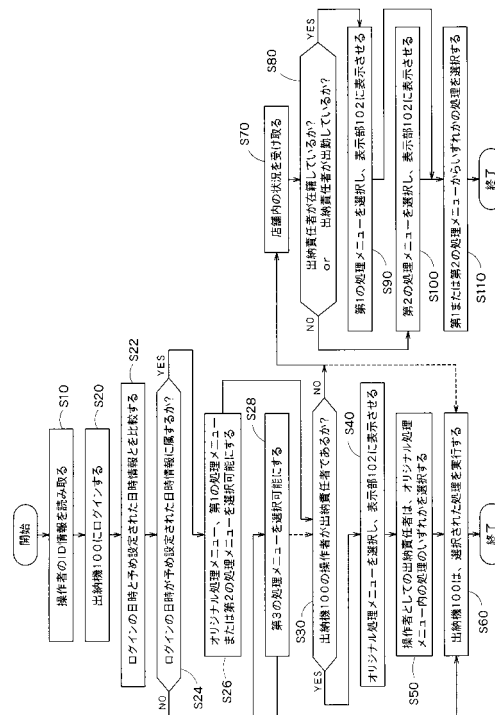 開始
操作者のID情報を読み取る
S10
出納機100にログインする
S20
ログインの日時と予め設定された日時情報とを比較する
S22
ログインの日時が予め設定された日時情報に属するか?
S24
YES
NO
オリジナル処理メニュー、第1の処理メニュー
または第2の処理メニューを選択可能にする
S26
第3の処理メニューを選択可能にする
S28
出納機100の操作者が出納責任者であるか?
S30
YES
NO
オリジナル処理メニューを選択し、表示部102に表示させる
S40
操作者としての出納責任者は、オリジナル処理
メニュー内の処理のいずれかを選択する
S50
出納機100は、選択された処理を実行する
S60
終了
店舗内の状況を受け取る
S70
出納責任者が在籍しているか?
or 出納責任者が出勤しているか?
S80
YES
NO
第1の処理メニューを選択し、表示部102に表示させる
S90
第2の処理メニューを選択し、表示部102に表示させる
S100
第1または第2の処理メニューからいずれかの処理を選択する
S110
終了